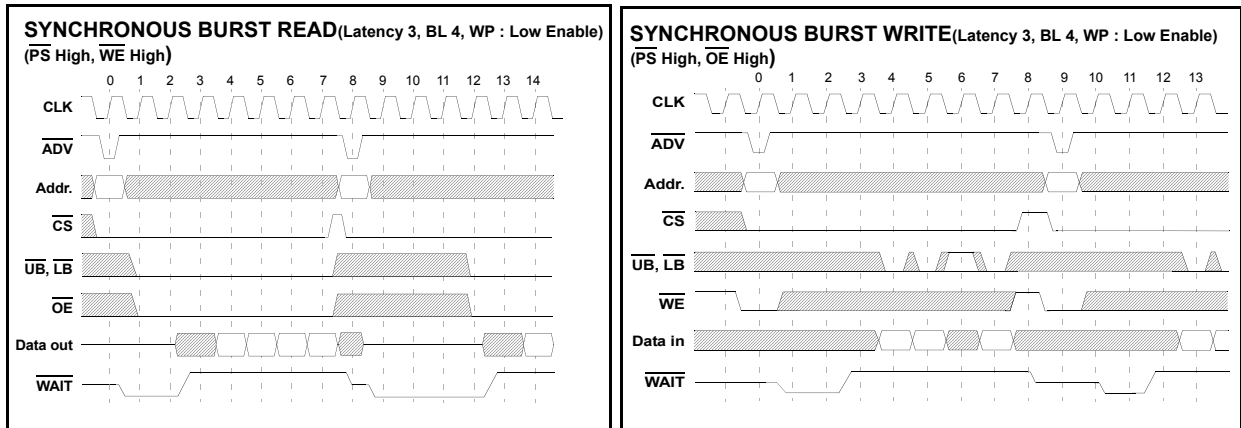 SYNCHRONOUS BURST READ(Latency 3, BL 4, WP : Low Enable)
(PS High, WE High)
0 1 2 3 4 5 6 7 8 9 10 11 12 13 14
CLK
ADV
Addr.
CS
UB, LB
OE
Data out
WAIT
SYNCHRONOUS BURST WRITE(Latency 3, BL 4, WP : Low Enable)
(PS High, OE High)
0 1 2 3 4 5 6 7 8 9 10 11 12 13
CLK
ADV
Addr.
CS
UB, LB
WE
Data in
WAIT